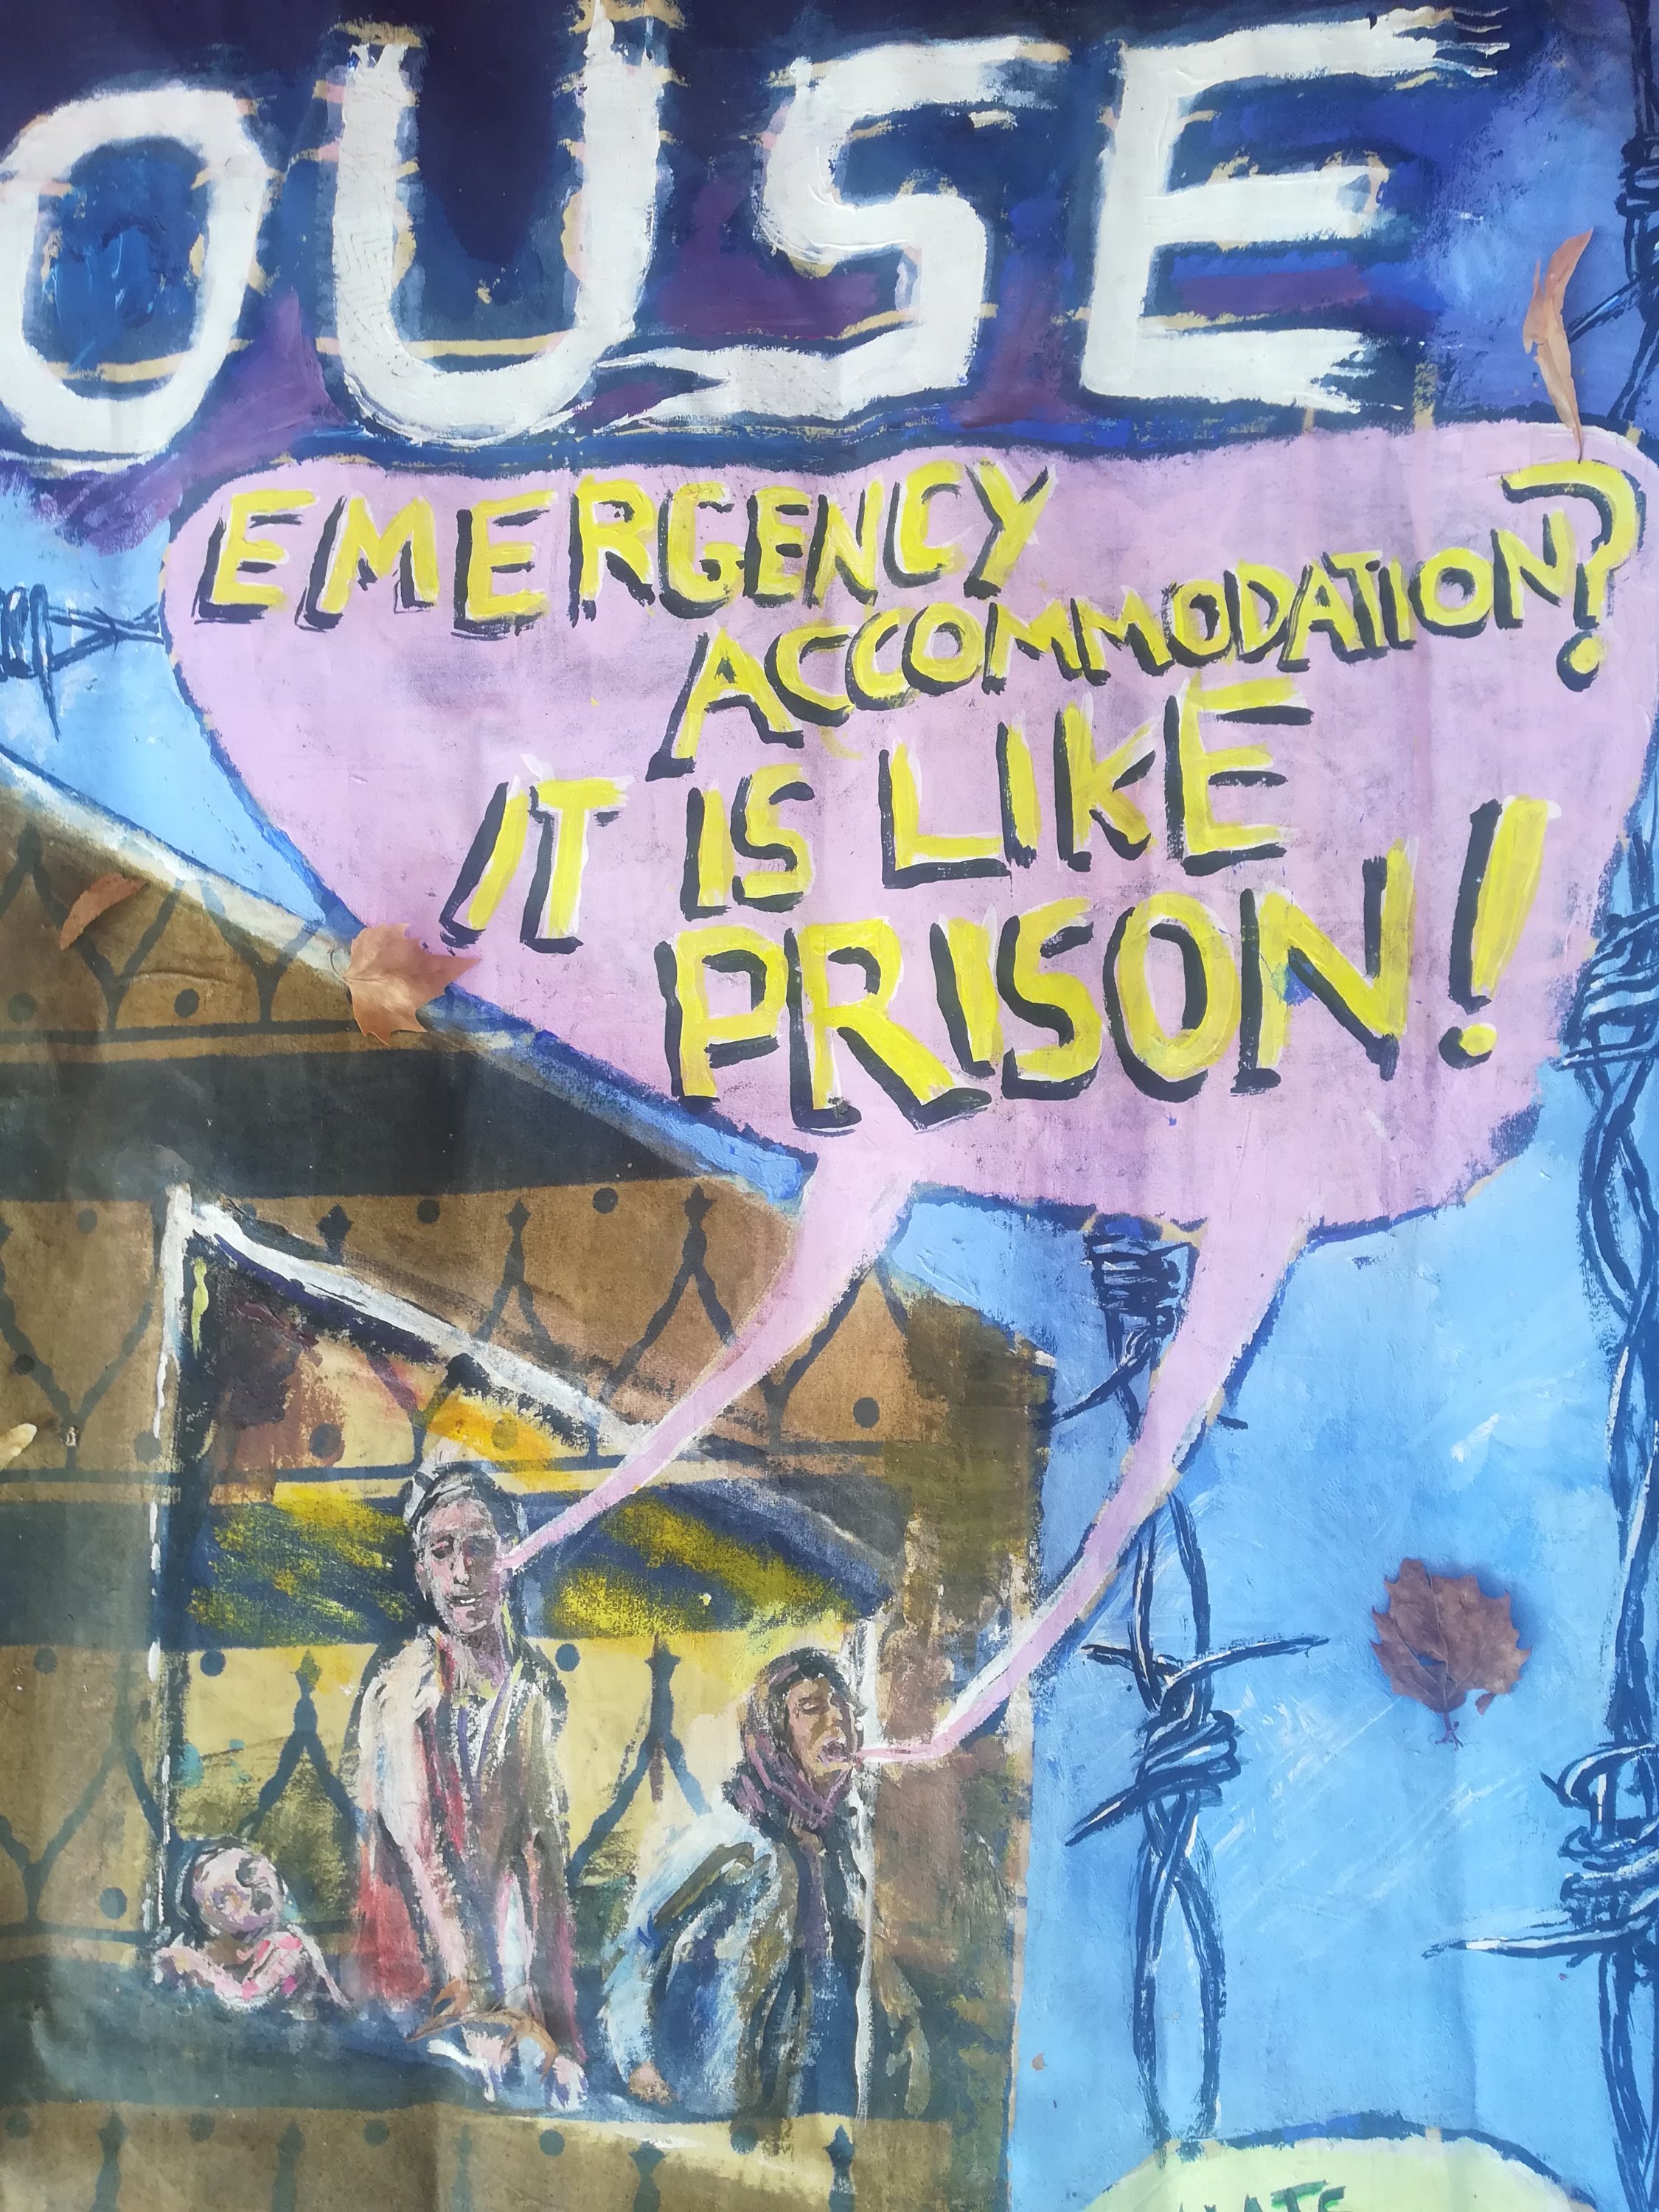 OUSE
EMERGENCY
ACCOMMODATION?
IT IS LIKE
PRISON!